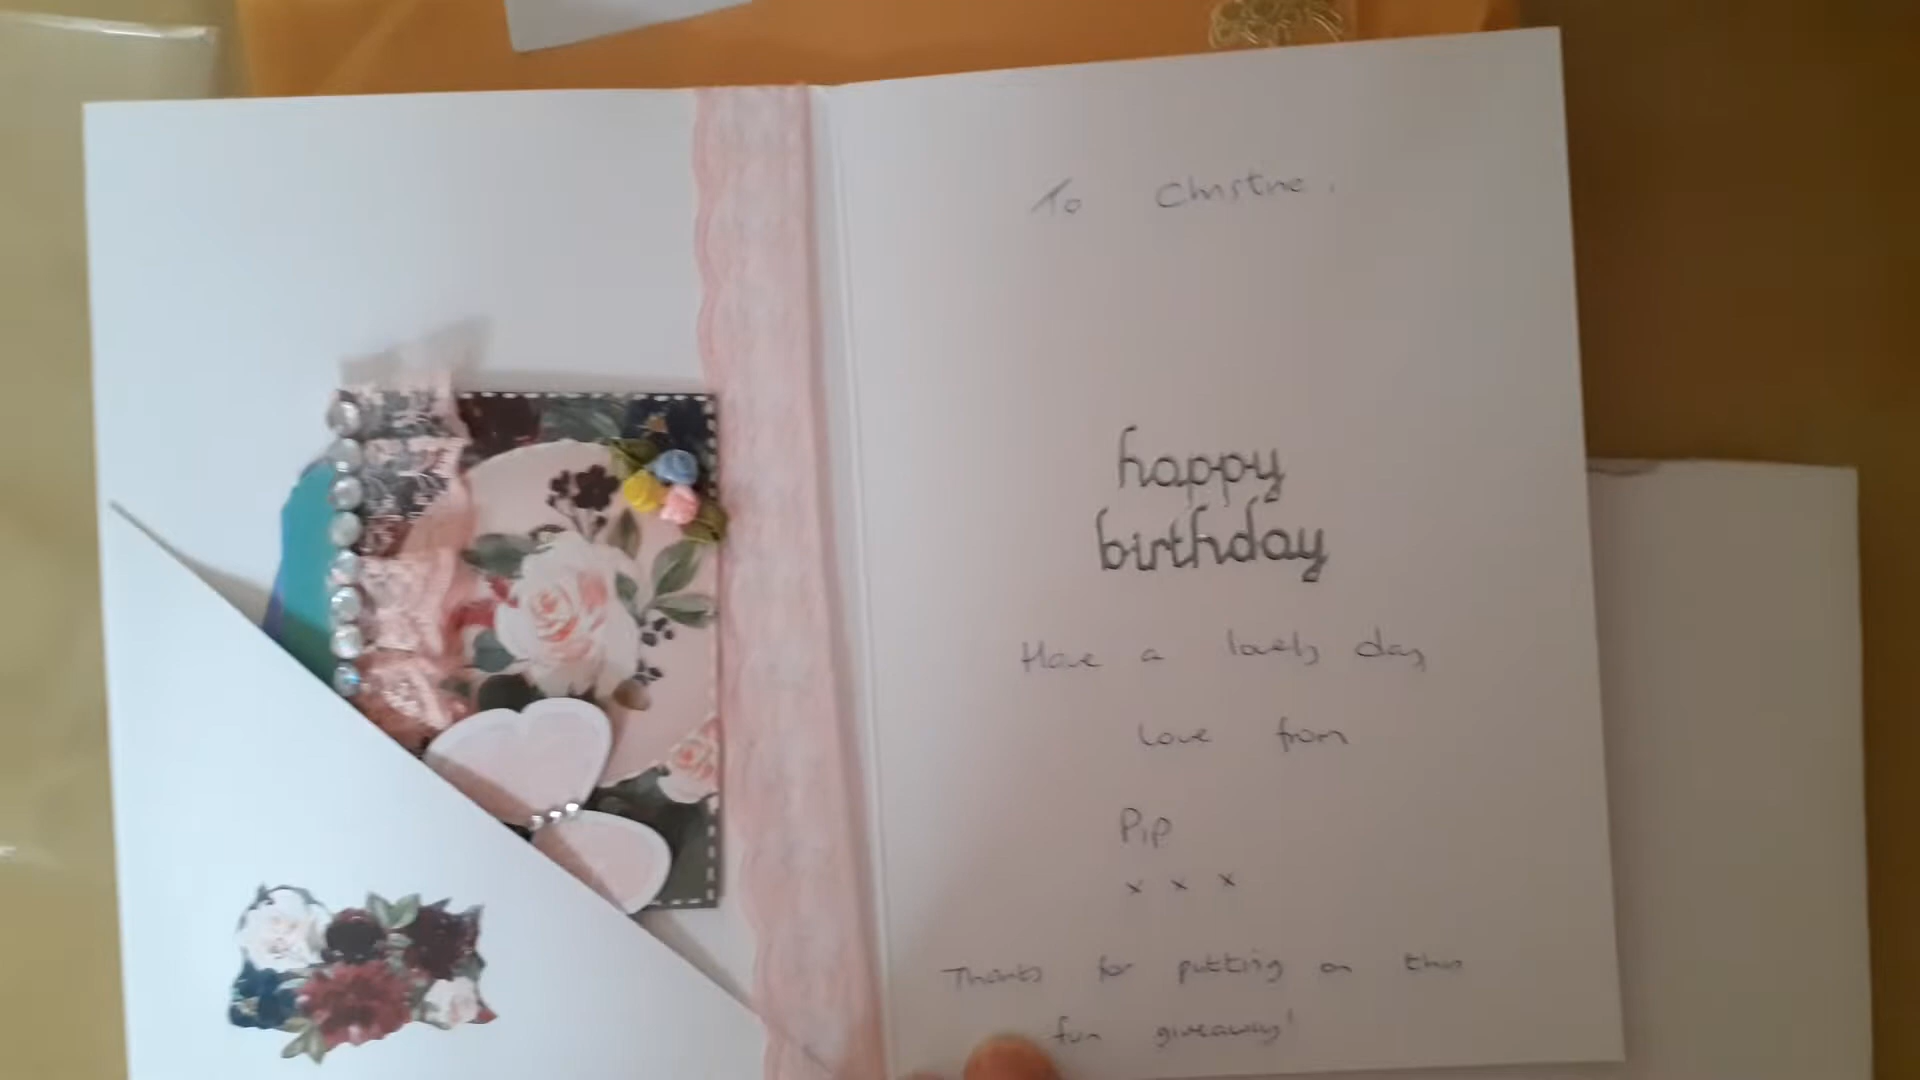 To Christine.
happy
birthday
Have a lovely day
love from
Pip
x x x
Thanks for putting on this
fun giveaway!